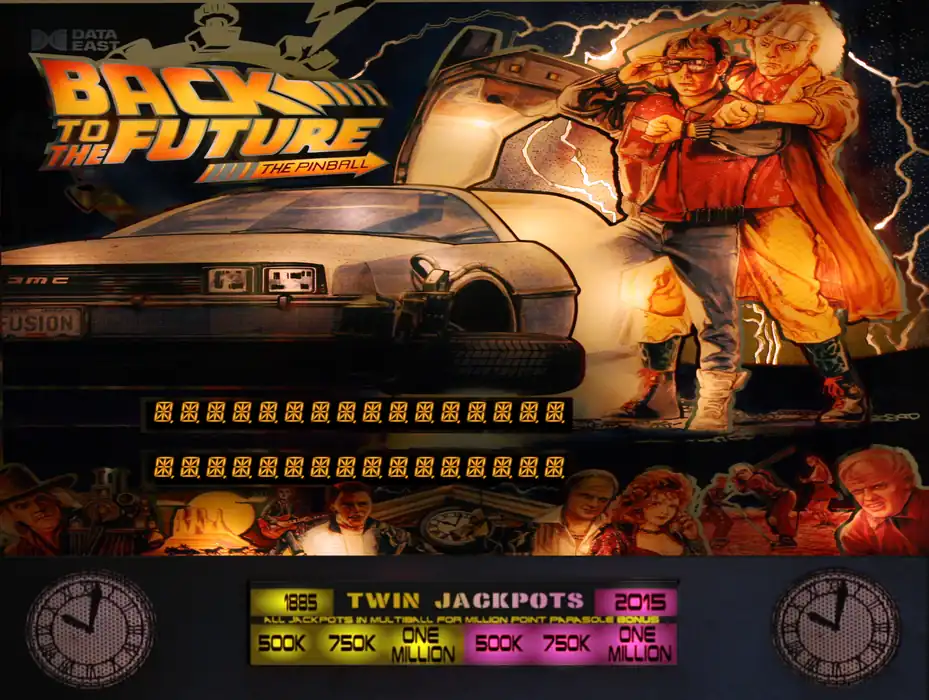 DATA
EAST
BACK
TO
THE FUTURE
THE PINBALL
DMC
FUSION
1885 TWIN JACKPOTS 2015
ALL JACKPOTS IN MULTIBALL FOR MILLION POINT PARASOLE BONUS
500K 750K ONE MILLION 500K 750K ONE MILLION